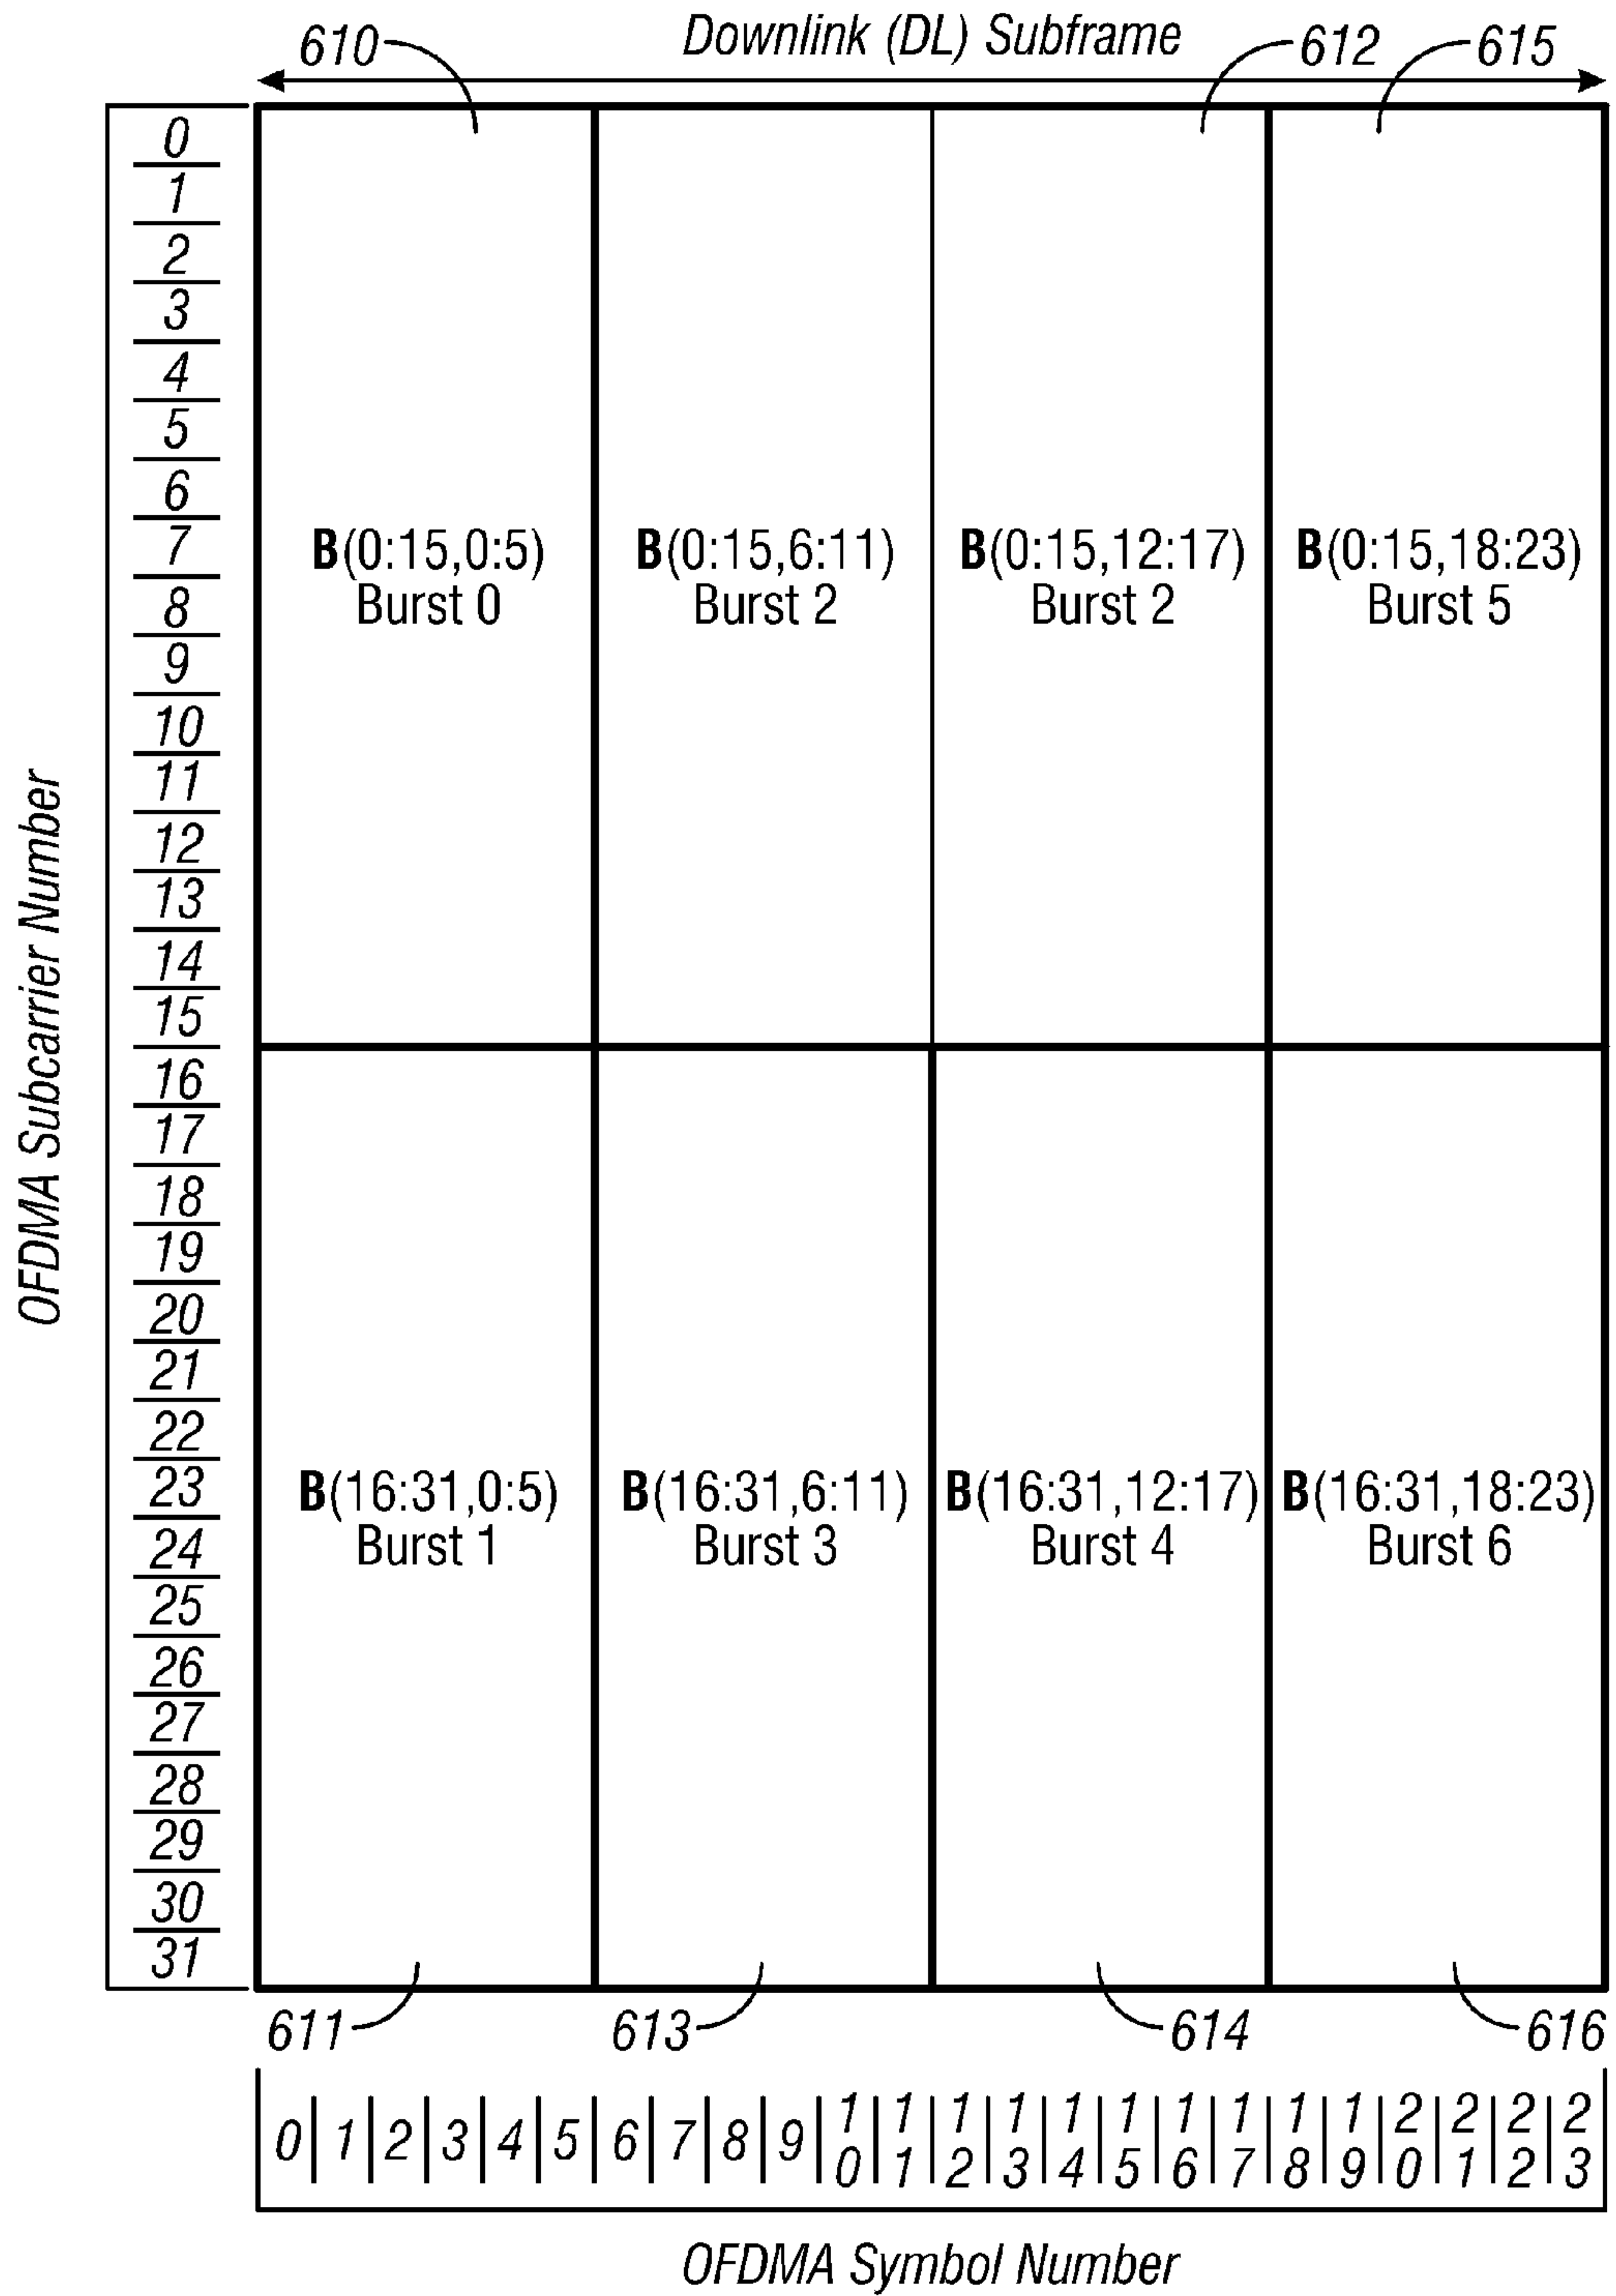 Downlink (DL) Subframe
610
612
615
OFDMA Subcarrier Number
0
1
2
3
4
5
6
7
8
9
10
11
12
13
14
15
16
17
18
19
20
21
22
23
24
25
26
27
28
29
30
31
B(0:15,0:5)
Burst 0
B(0:15,6:11)
Burst 2
B(0:15,12:17)
Burst 2
B(0:15,18:23)
Burst 5
B(16:31,0:5)
Burst 1
B(16:31,6:11)
Burst 3
B(16:31,12:17)
Burst 4
B(16:31,18:23)
Burst 6
611
613
614
616
0 1 2 3 4 5 6 7 8 9 10 11 12 13 14 15 16 17 18 19 20 21 22 23
OFDMA Symbol Number